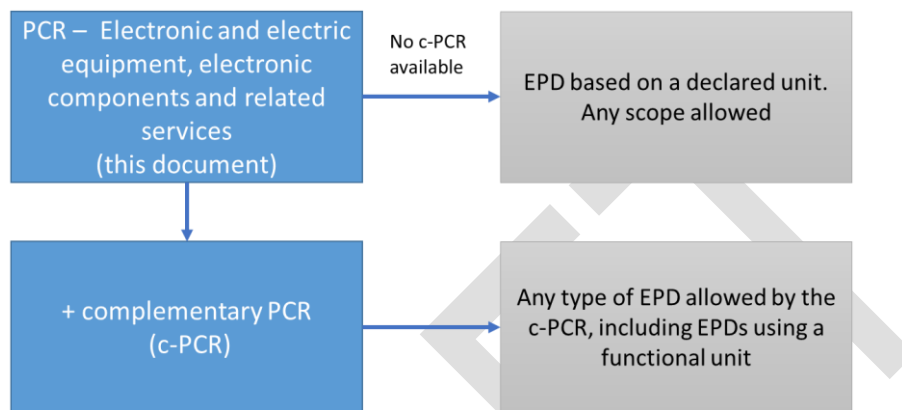 PCR – Electronic and electric
equipment, electronic
components and related
services
(this document)
No c-PCR
available
EPD based on a declared unit.
Any scope allowed
+ complementary PCR
(c-PCR)
Any type of EPD allowed by the
c-PCR, including EPDs using a
functional unit